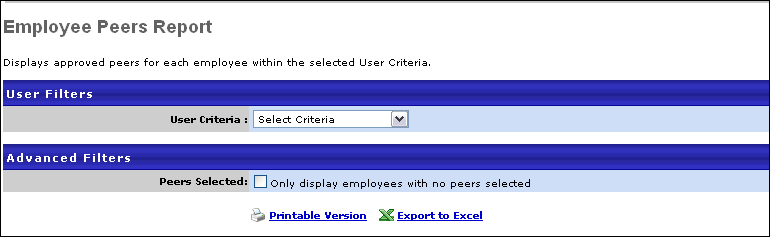 Employee Peers Report
Displays approved peers for each employee within the selected User Criteria.
User Filters
User Criteria : Select Criteria
Advanced Filters
Peers Selected: Only display employees with no peers selected
Printable Version Export to Excel